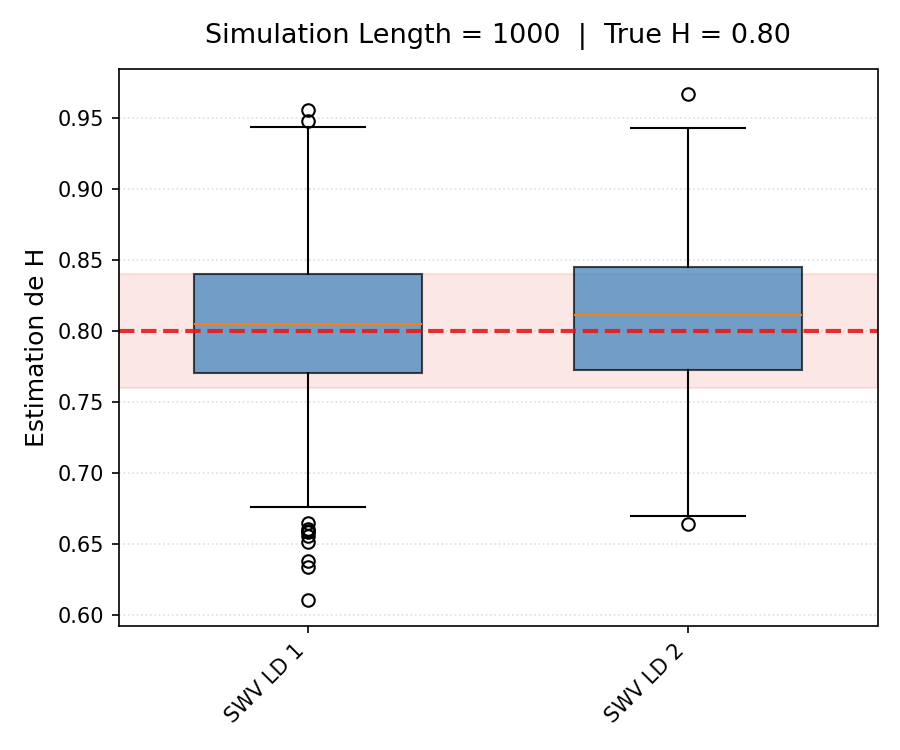 Simulation Length = 1000 | True H = 0.80
Estimation de H
0.95
0.90
0.85
0.80
0.75
0.70
0.65
0.60
SWV LD 1
SWV LD 2